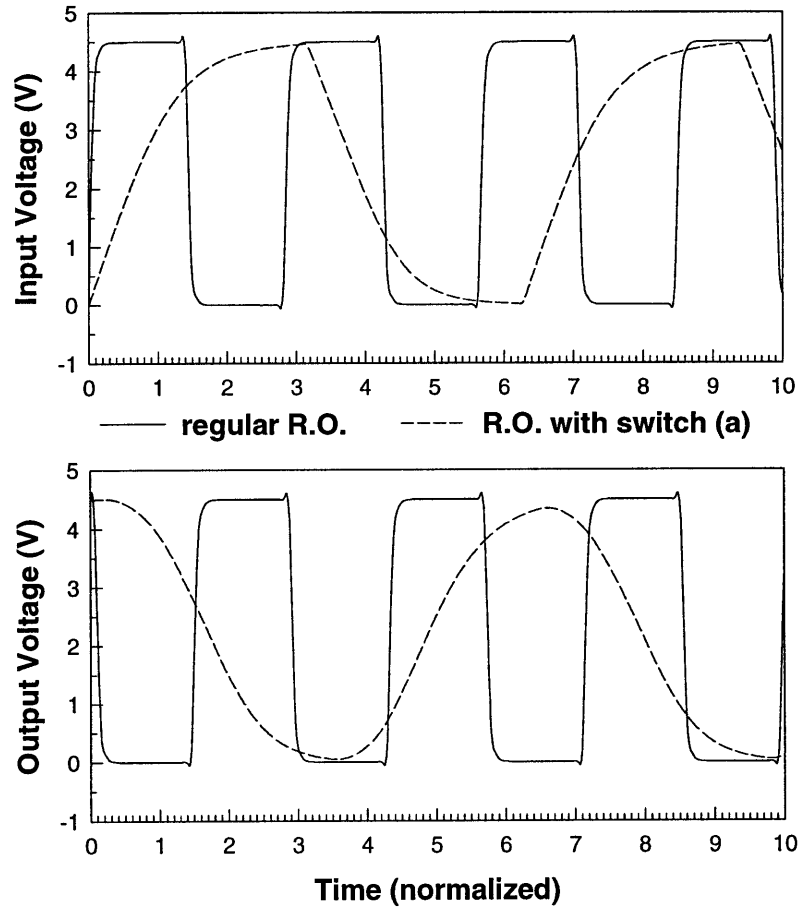 Input Voltage (V)
5
4
3
2
1
0
-1
0 1 2 3 4 5 6 7 8 9 10
regular R.O. R.O. with switch (a)
Output Voltage (V)
5
4
3
2
1
0
-1
0 1 2 3 4 5 6 7 8 9 10
Time (normalized)